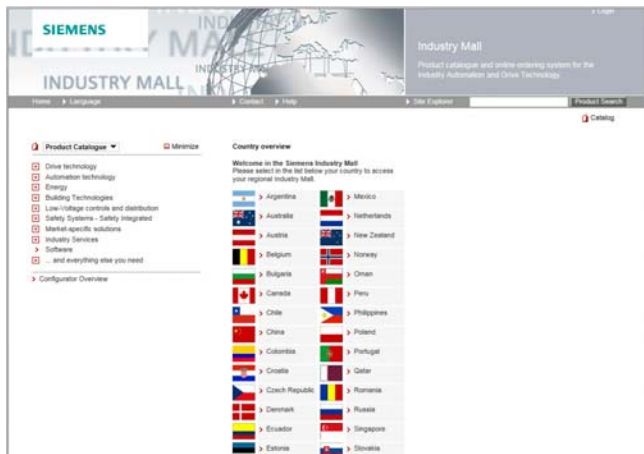 Login
SIEMENS
INDUSTRY MALL
Industry Mall
Product catalogue and online ordering system for the
Industry Automation and Drive Technology.
Home Language Contact Help Site Explorer Product Search
Catalog
Product Catalogue Minimize
Drive technology
Automation technology
Energy
Building Technologies
Low-Voltage controls and distribution
Safety Systems - Safety Integrated
Market-specific solutions
Industry Services
Software
... and everything else you need
Configurator Overview
Country overview
Welcome in the Siemens Industry Mall
Please select in the list below your country to access
your regional Industry Mall.
Argentina Mexico
Australia Netherlands
Austria New Zealand
Belgium Norway
Bulgaria Oman
Canada Peru
Chile Philippines
China Poland
Colombia Portugal
Croatia Qatar
Czech Republic Romania
Denmark Russia
Ecuador Singapore
Estonia Slovakia